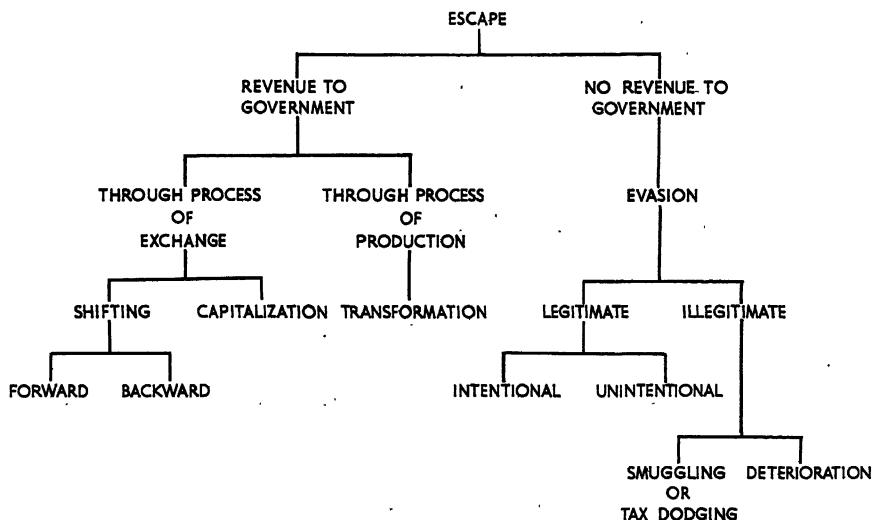 ESCAPE
REVENUE TO
GOVERNMENT
NO REVENUE TO
GOVERNMENT
THROUGH PROCESS
OF
EXCHANGE
THROUGH PROCESS
OF
PRODUCTION
EVASION
SHIFTING
CAPITALIZATION
TRANSFORMATION
LEGITIMATE
ILLEGITIMATE
FORWARD
BACKWARD
INTENTIONAL
UNINTENTIONAL
SMUGGLING
OR
TAX DODGING
DETERIORATION